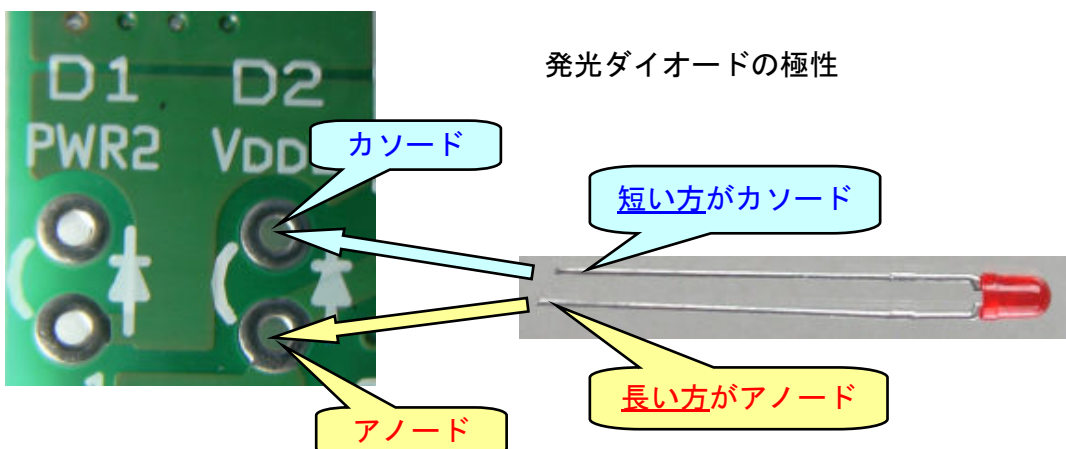 発光ダイオードの極性
D1 D2
PWR2 VDD
カソード
短い方がカソード
長い方がアノード
アノード